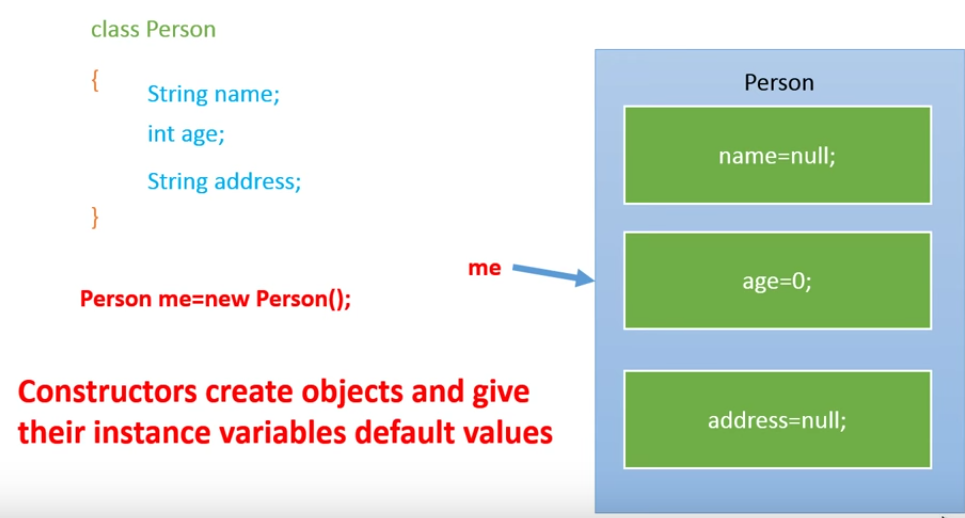 class Person
{
String name;
int age;
String address;
}
Person me=new Person();
Constructors create objects and give
their instance variables default values
me
Person
name=null;
age=0;
address=null;